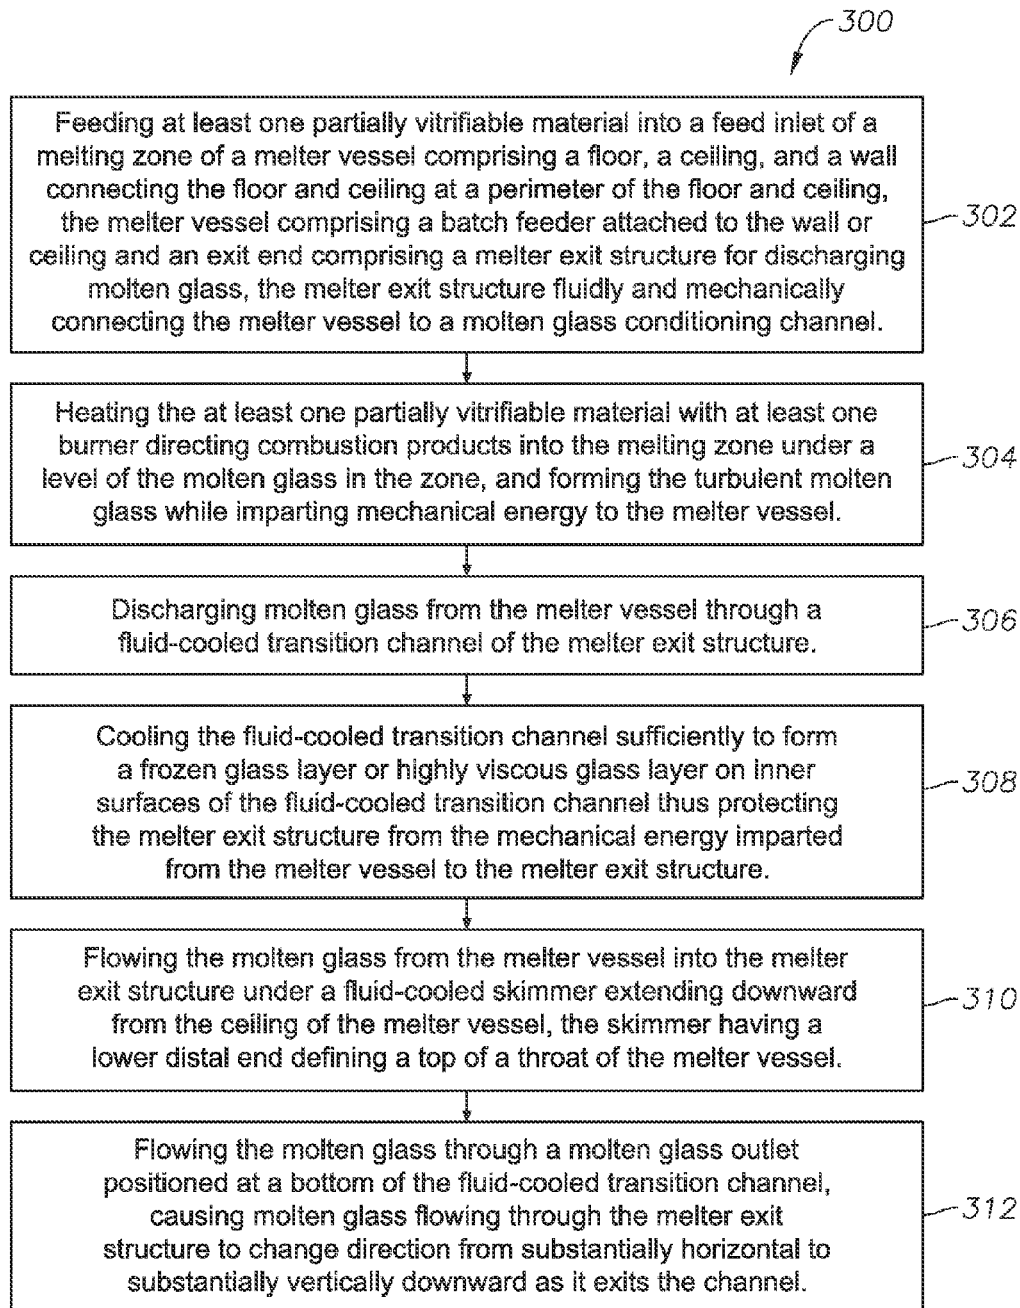 300
Feeding at least one partially vitrifiable material into a feed inlet of a
melting zone of a melter vessel comprising a floor, a ceiling, and a wall
connecting the floor and ceiling at a perimeter of the floor and ceiling,
the melter vessel comprising a batch feeder attached to the wall or
ceiling and an exit end comprising a melter exit structure for discharging
molten glass, the melter exit structure fluidly and mechanically
connecting the melter vessel to a molten glass conditioning channel.
302
Heating the at least one partially vitrifiable material with at least one
burner directing combustion products into the melting zone under a
level of the molten glass in the zone, and forming the turbulent molten
glass while imparting mechanical energy to the melter vessel.
304
Discharging molten glass from the melter vessel through a
fluid-cooled transition channel of the melter exit structure.
306
Cooling the fluid-cooled transition channel sufficiently to form
a frozen glass layer or highly viscous glass layer on inner
surfaces of the fluid-cooled transition channel thus protecting
the melter exit structure from the mechanical energy imparted
from the melter vessel to the melter exit structure.
308
Flowing the molten glass from the melter vessel into the melter
exit structure under a fluid-cooled skimmer extending downward
from the ceiling of the melter vessel, the skimmer having a
lower distal end defining a top of a throat of the melter vessel.
310
Flowing the molten glass through a molten glass outlet
positioned at a bottom of the fluid-cooled transition channel,
causing molten glass flowing through the melter exit
structure to change direction from substantially horizontal to
substantially vertically downward as it exits the channel.
312